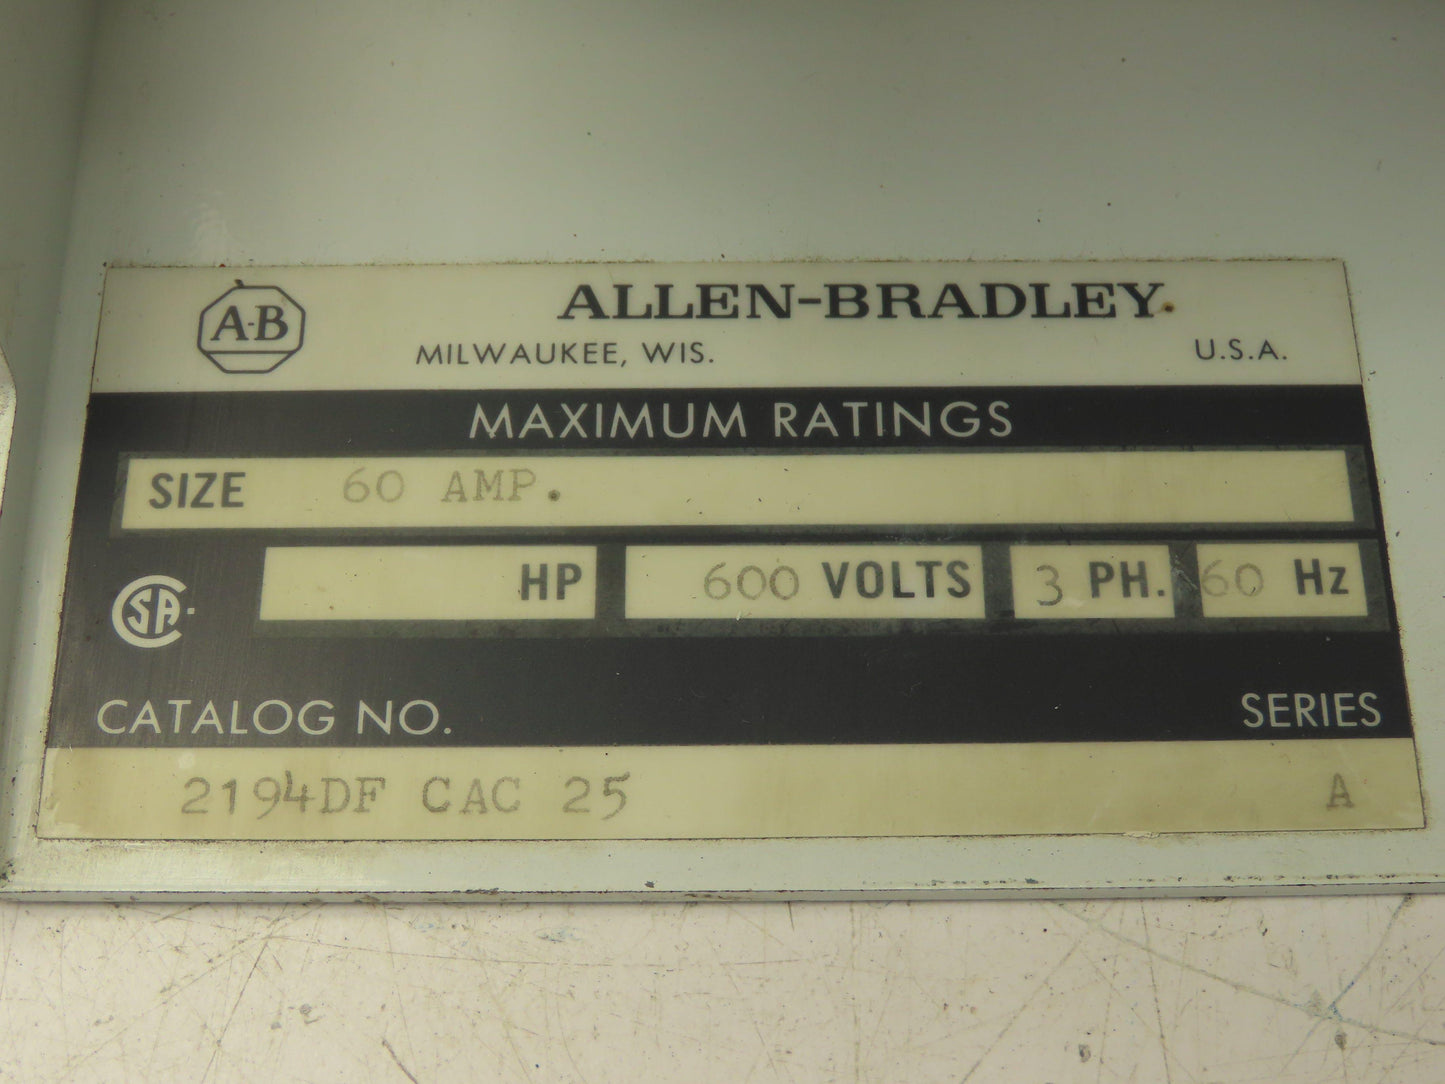 A-B ALLEN-BRADLEY
MILWAUKEE, WIS. U.S.A.
MAXIMUM RATINGS
SIZE 60 AMP.
HP 600 VOLTS 3 PH. 60 Hz
CSA
CATALOG NO. SERIES
2194DF CAC 25 A